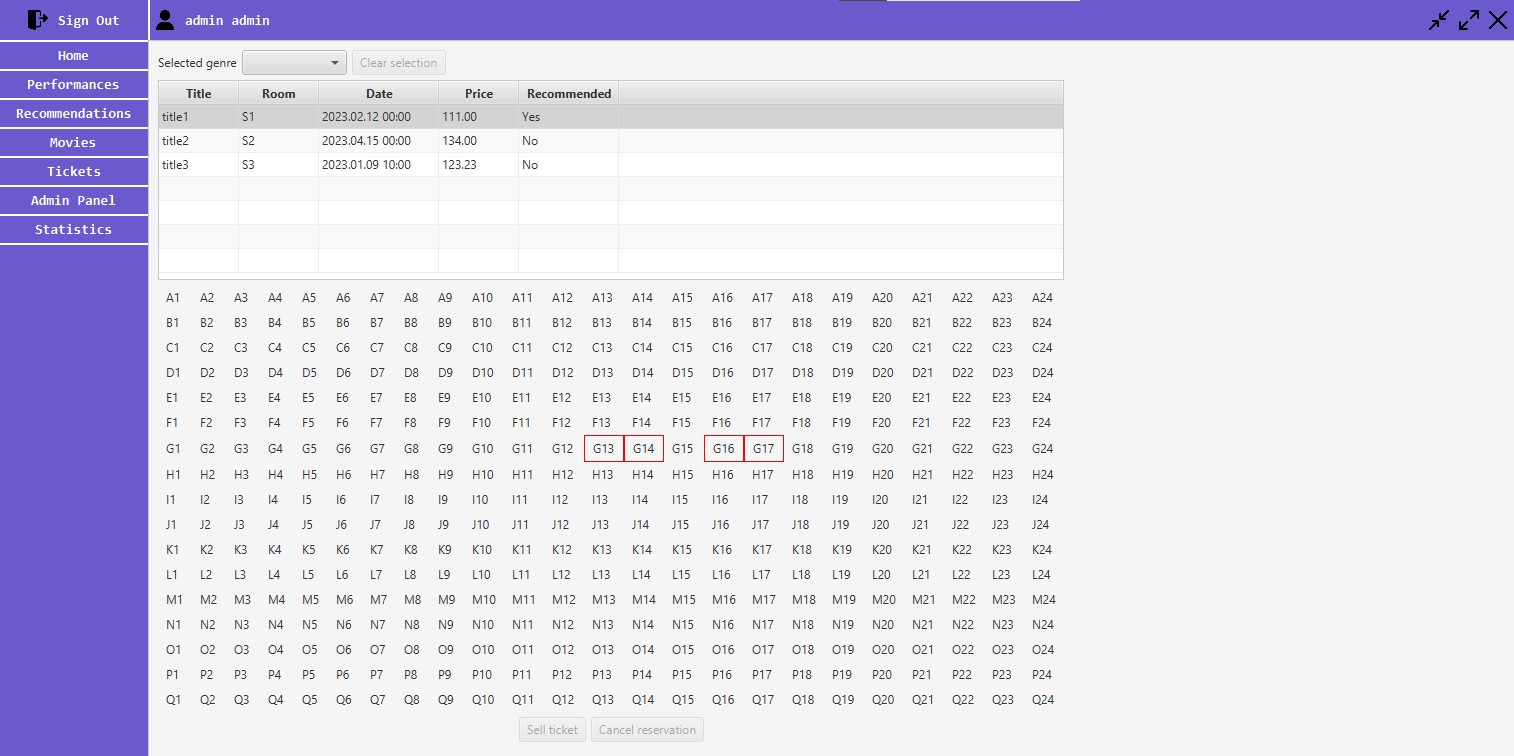 Sign Out admin admin
Home
Performances
Recommendations
Movies
Tickets
Admin Panel
Statistics
Selected genre Clear selection
Title Room Date Price Recommended
title1 S1 2023.02.12 00:00 111.00 Yes
title2 S2 2023.04.15 00:00 134.00 No
title3 S3 2023.01.09 10:00 123.23 No
A1 A2 A3 A4 A5 A6 A7 A8 A9 A10 A11 A12 A13 A14 A15 A16 A17 A18 A19 A20 A21 A22 A23 A24
B1 B2 B3 B4 B5 B6 B7 B8 B9 B10 B11 B12 B13 B14 B15 B16 B17 B18 B19 B20 B21 B22 B23 B24
C1 C2 C3 C4 C5 C6 C7 C8 C9 C10 C11 C12 C13 C14 C15 C16 C17 C18 C19 C20 C21 C22 C23 C24
D1 D2 D3 D4 D5 D6 D7 D8 D9 D10 D11 D12 D13 D14 D15 D16 D17 D18 D19 D20 D21 D22 D23 D24
E1 E2 E3 E4 E5 E6 E7 E8 E9 E10 E11 E12 E13 E14 E15 E16 E17 E18 E19 E20 E21 E22 E23 E24
F1 F2 F3 F4 F5 F6 F7 F8 F9 F10 F11 F12 F13 F14 F15 F16 F17 F18 F19 F20 F21 F22 F23 F24
G1 G2 G3 G4 G5 G6 G7 G8 G9 G10 G11 G12 G13 G14 G15 G16 G17 G18 G19 G20 G21 G22 G23 G24
H1 H2 H3 H4 H5 H6 H7 H8 H9 H10 H11 H12 H13 H14 H15 H16 H17 H18 H19 H20 H21 H22 H23 H24
I1 I2 I3 I4 I5 I6 I7 I8 I9 I10 I11 I12 I13 I14 I15 I16 I17 I18 I19 I20 I21 I22 I23 I24
J1 J2 J3 J4 J5 J6 J7 J8 J9 J10 J11 J12 J13 J14 J15 J16 J17 J18 J19 J20 J21 J22 J23 J24
K1 K2 K3 K4 K5 K6 K7 K8 K9 K10 K11 K12 K13 K14 K15 K16 K17 K18 K19 K20 K21 K22 K23 K24
L1 L2 L3 L4 L5 L6 L7 L8 L9 L10 L11 L12 L13 L14 L15 L16 L17 L18 L19 L20 L21 L22 L23 L24
M1 M2 M3 M4 M5 M6 M7 M8 M9 M10 M11 M12 M13 M14 M15 M16 M17 M18 M19 M20 M21 M22 M23 M24
N1 N2 N3 N4 N5 N6 N7 N8 N9 N10 N11 N12 N13 N14 N15 N16 N17 N18 N19 N20 N21 N22 N23 N24
O1 O2 O3 O4 O5 O6 O7 O8 O9 O10 O11 O12 O13 O14 O15 O16 O17 O18 O19 O20 O21 O22 O23 O24
P1 P2 P3 P4 P5 P6 P7 P8 P9 P10 P11 P12 P13 P14 P15 P16 P17 P18 P19 P20 P21 P22 P23 P24
Q1 Q2 Q3 Q4 Q5 Q6 Q7 Q8 Q9 Q10 Q11 Q12 Q13 Q14 Q15 Q16 Q17 Q18 Q19 Q20 Q21 Q22 Q23 Q24
Sell ticket Cancel reservation